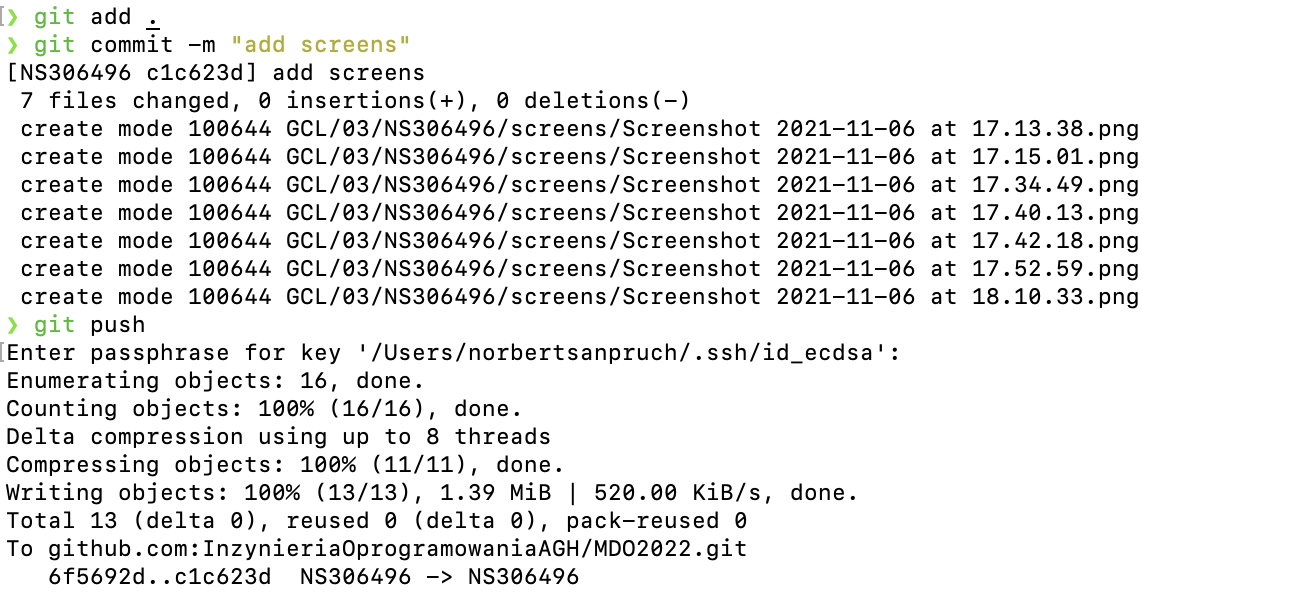 ❯ git add .
❯ git commit -m "add screens"
[NS306496 c1c623d] add screens
 7 files changed, 0 insertions(+), 0 deletions(-)
 create mode 100644 GCL/03/NS306496/screens/Screenshot 2021-11-06 at 17.13.38.png
 create mode 100644 GCL/03/NS306496/screens/Screenshot 2021-11-06 at 17.15.01.png
 create mode 100644 GCL/03/NS306496/screens/Screenshot 2021-11-06 at 17.34.49.png
 create mode 100644 GCL/03/NS306496/screens/Screenshot 2021-11-06 at 17.40.13.png
 create mode 100644 GCL/03/NS306496/screens/Screenshot 2021-11-06 at 17.42.18.png
 create mode 100644 GCL/03/NS306496/screens/Screenshot 2021-11-06 at 17.52.59.png
 create mode 100644 GCL/03/NS306496/screens/Screenshot 2021-11-06 at 18.10.33.png
❯ git push
Enter passphrase for key '/Users/norbertsanpruch/.ssh/id_ecdsa':
Enumerating objects: 16, done.
Counting objects: 100% (16/16), done.
Delta compression using up to 8 threads
Compressing objects: 100% (11/11), done.
Writing objects: 100% (13/13), 1.39 MiB | 520.00 KiB/s, done.
Total 13 (delta 0), reused 0 (delta 0), pack-reused 0
To github.com:InzynieriaOprogramowaniaAGH/MDO2022.git
   6f5692d..c1c623d  NS306496 -> NS306496